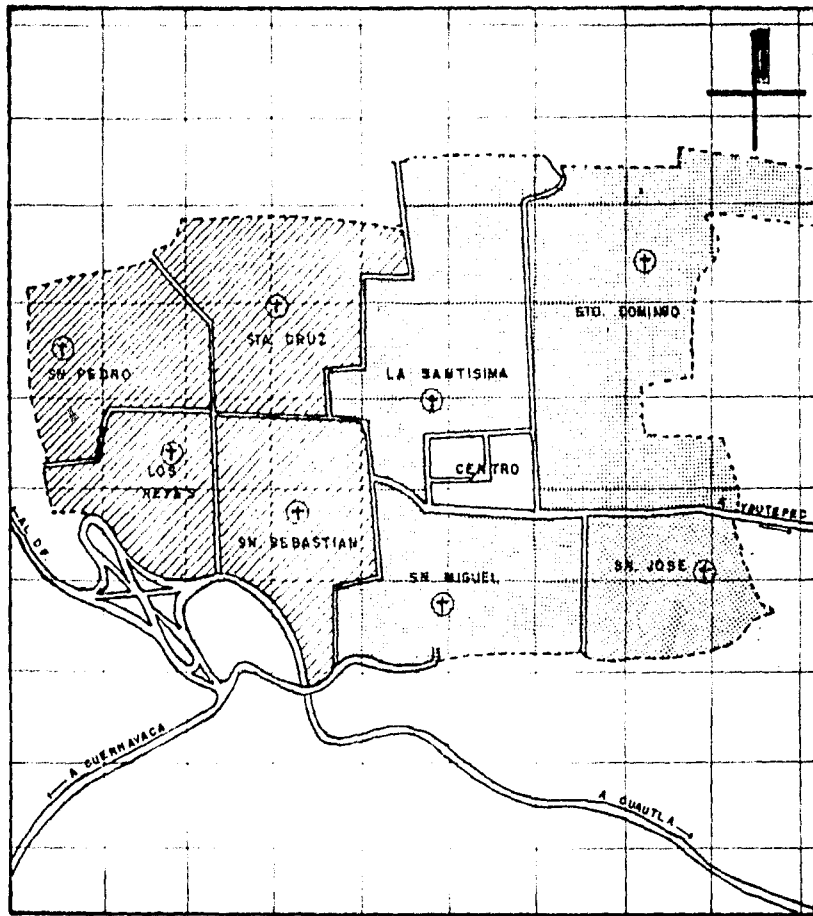 STO. DOMINGO
STA. CRUZ
SN. PEDRO
LA SANTISIMA
LOS
REYES
CENTRO
A YAUTEPEC
SN. SEBASTIAN
AL DF.
SN. MIGUEL
SN. JOSE
A CUERNAVACA
A CUAUTLA